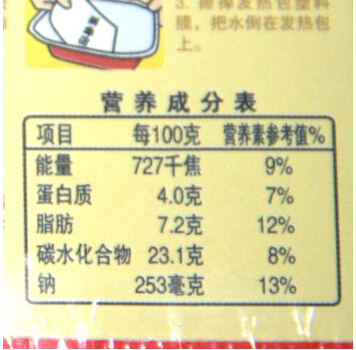 3. 撕掉发热包塑料
膜，把水倒在发热包
上。
营养成分表
项目 每100克 营养素参考值%
能量 727千焦 9%
蛋白质 4.0克 7%
脂肪 7.2克 12%
碳水化合物 23.1克 8%
钠 253毫克 13%